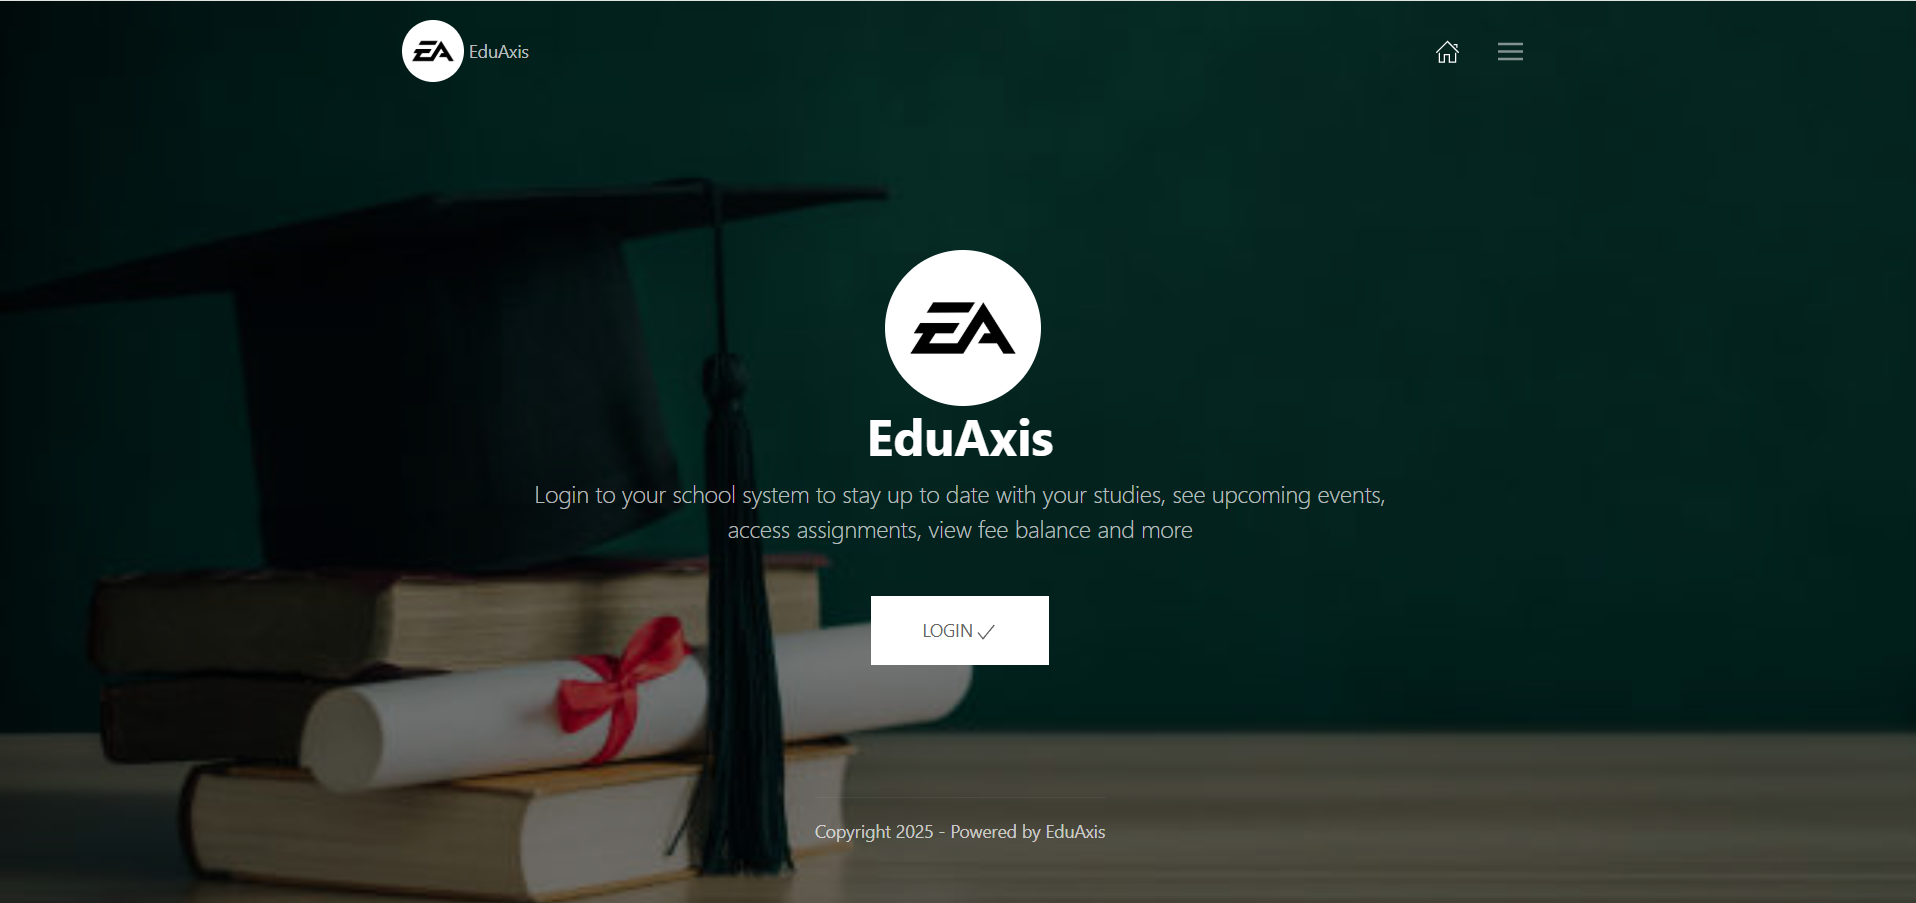 EA EduAxis
EA
EduAxis
Login to your school system to stay up to date with your studies, see upcoming events,
access assignments, view fee balance and more
LOGIN
Copyright 2025 - Powered by EduAxis